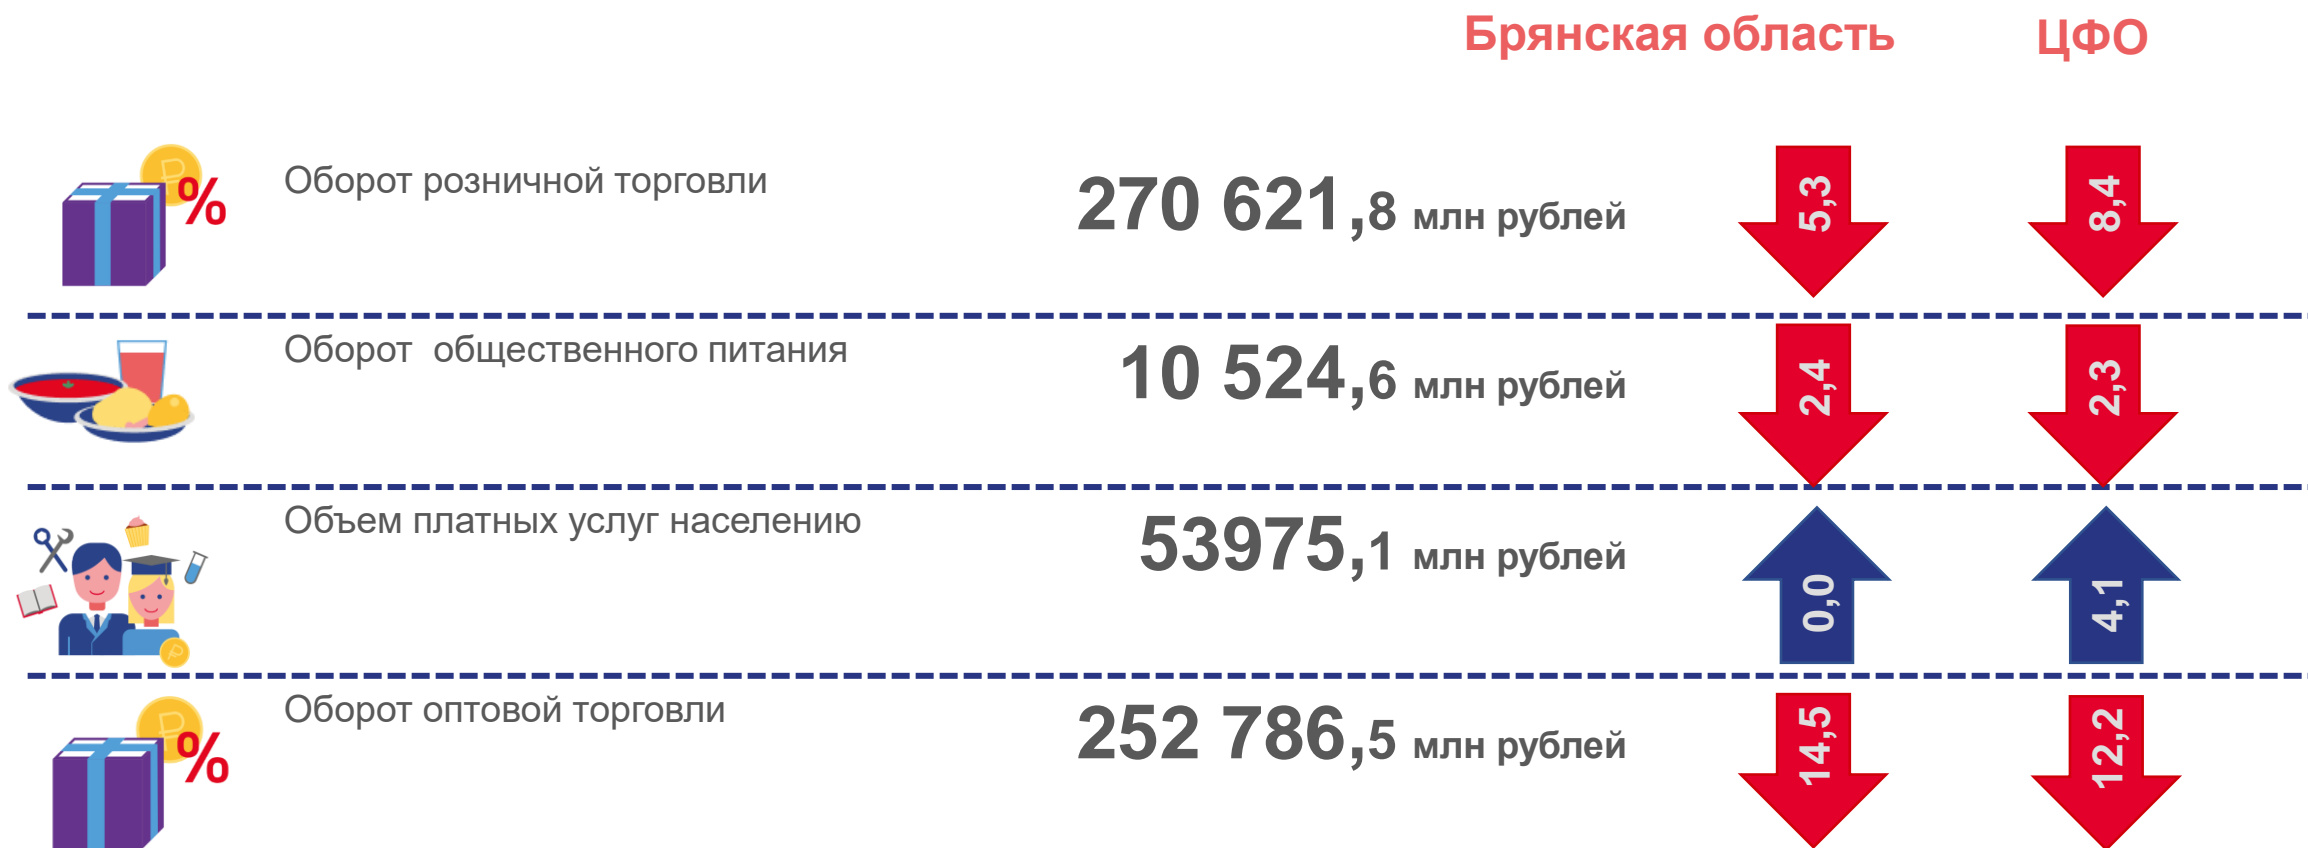 Брянская область ЦФО
Оборот розничной торговли 270 621,8 млн рублей 5,3 8,4
%
Оборот общественного питания 10 524,6 млн рублей 2,4 2,3
Объем платных услуг населению 53975,1 млн рублей 0,0 4,1
Оборот оптовой торговли 252 786,5 млн рублей 14,5 12,2
%